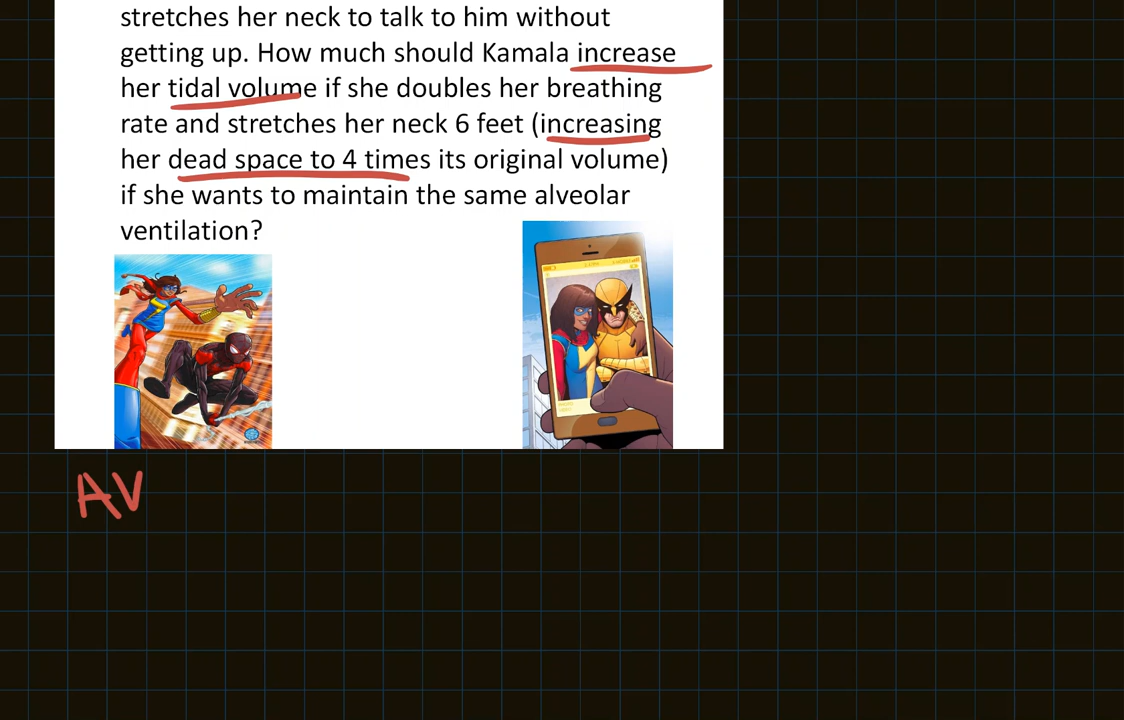 stretches her neck to talk to him without
getting up. How much should Kamala increase
her tidal volume if she doubles her breathing
rate and stretches her neck 6 feet (increasing
her dead space to 4 times its original volume)
if she wants to maintain the same alveolar
ventilation?
AV